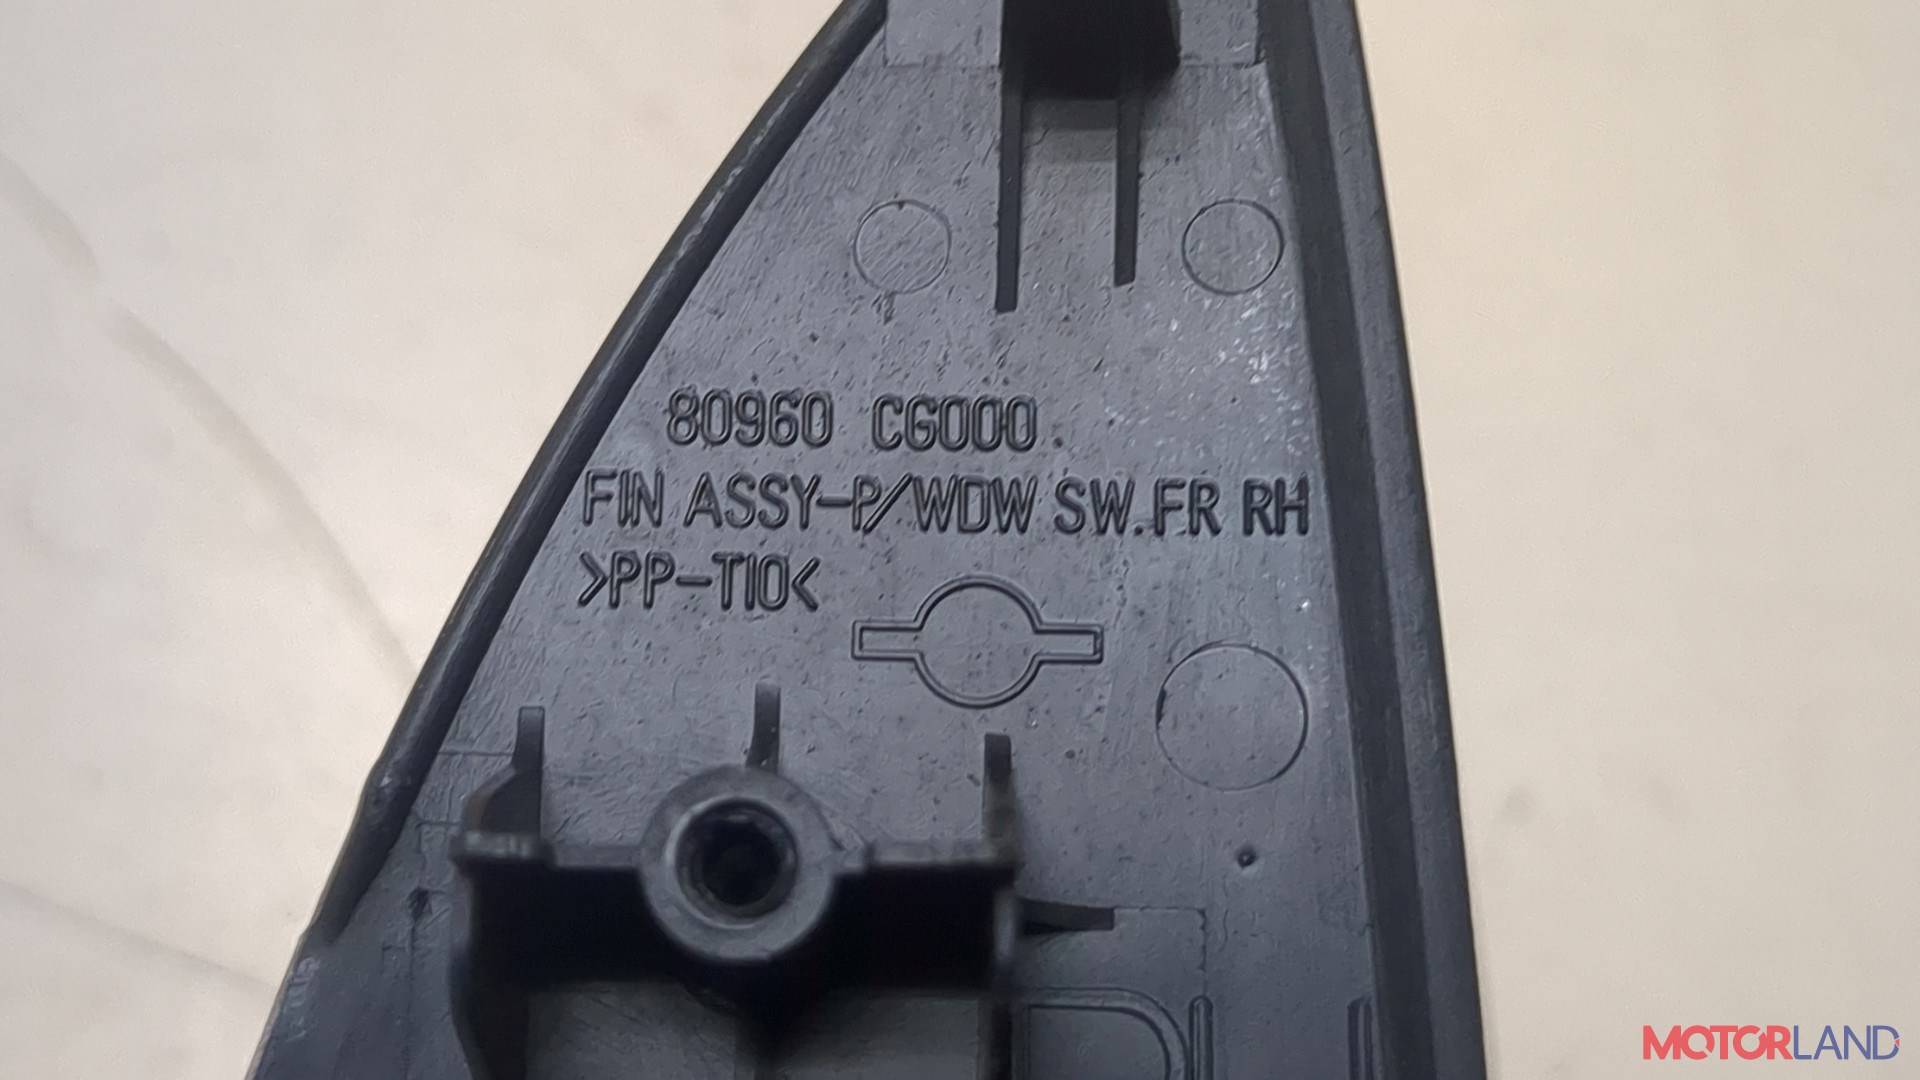 80960 CG000
FIN ASSY-P/WDW SW.FR RH
>PP-T10<
MOTORLAND